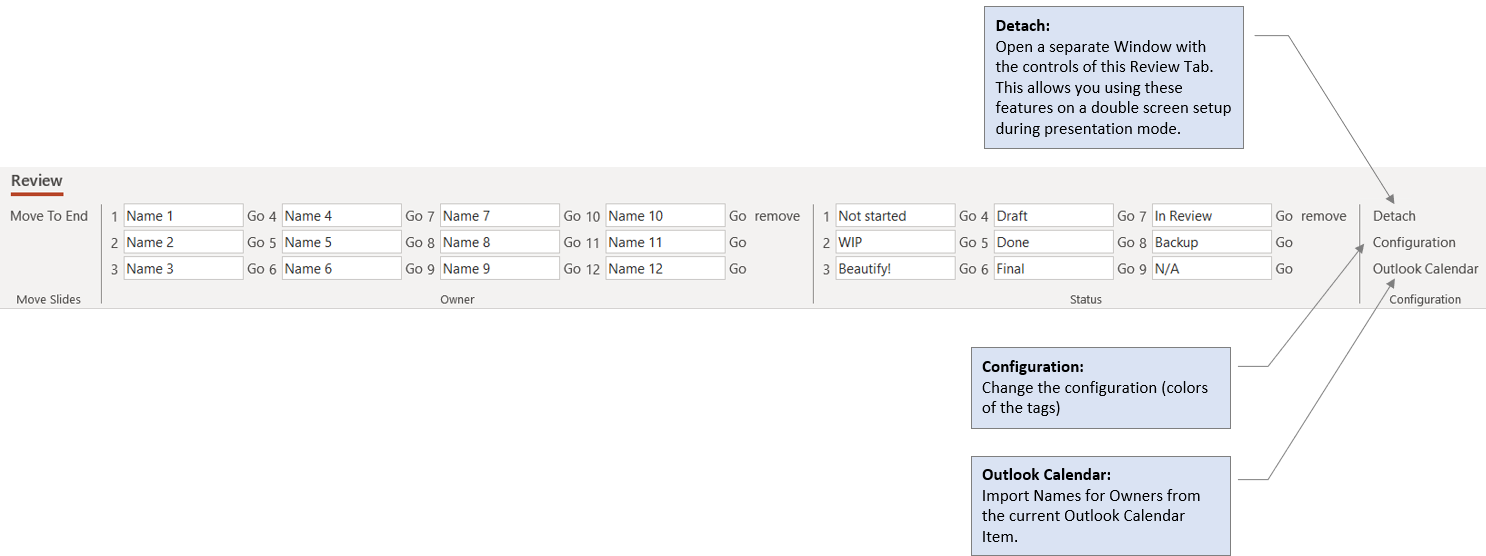 Detach:
Open a separate Window with
the controls of this Review Tab.
This allows you using these
features on a double screen setup
during presentation mode.
Review
Move To End 1 Name 1 Go 4 Name 4 Go 7 Name 7 Go 10 Name 10 Go remove 1 Not started Go 4 Draft Go 7 In Review Go remove Detach
2 Name 2 Go 5 Name 5 Go 8 Name 8 Go 11 Name 11 Go 2 WIP Go 5 Done Go 8 Backup Go Configuration
3 Name 3 Go 6 Name 6 Go 9 Name 9 Go 12 Name 12 Go 3 Beautify! Go 6 Final Go 9 N/A Go Outlook Calendar
Move Slides Owner Status Configuration
Configuration:
Change the configuration (colors
of the tags)
Outlook Calendar:
Import Names for Owners from
the current Outlook Calendar
Item.